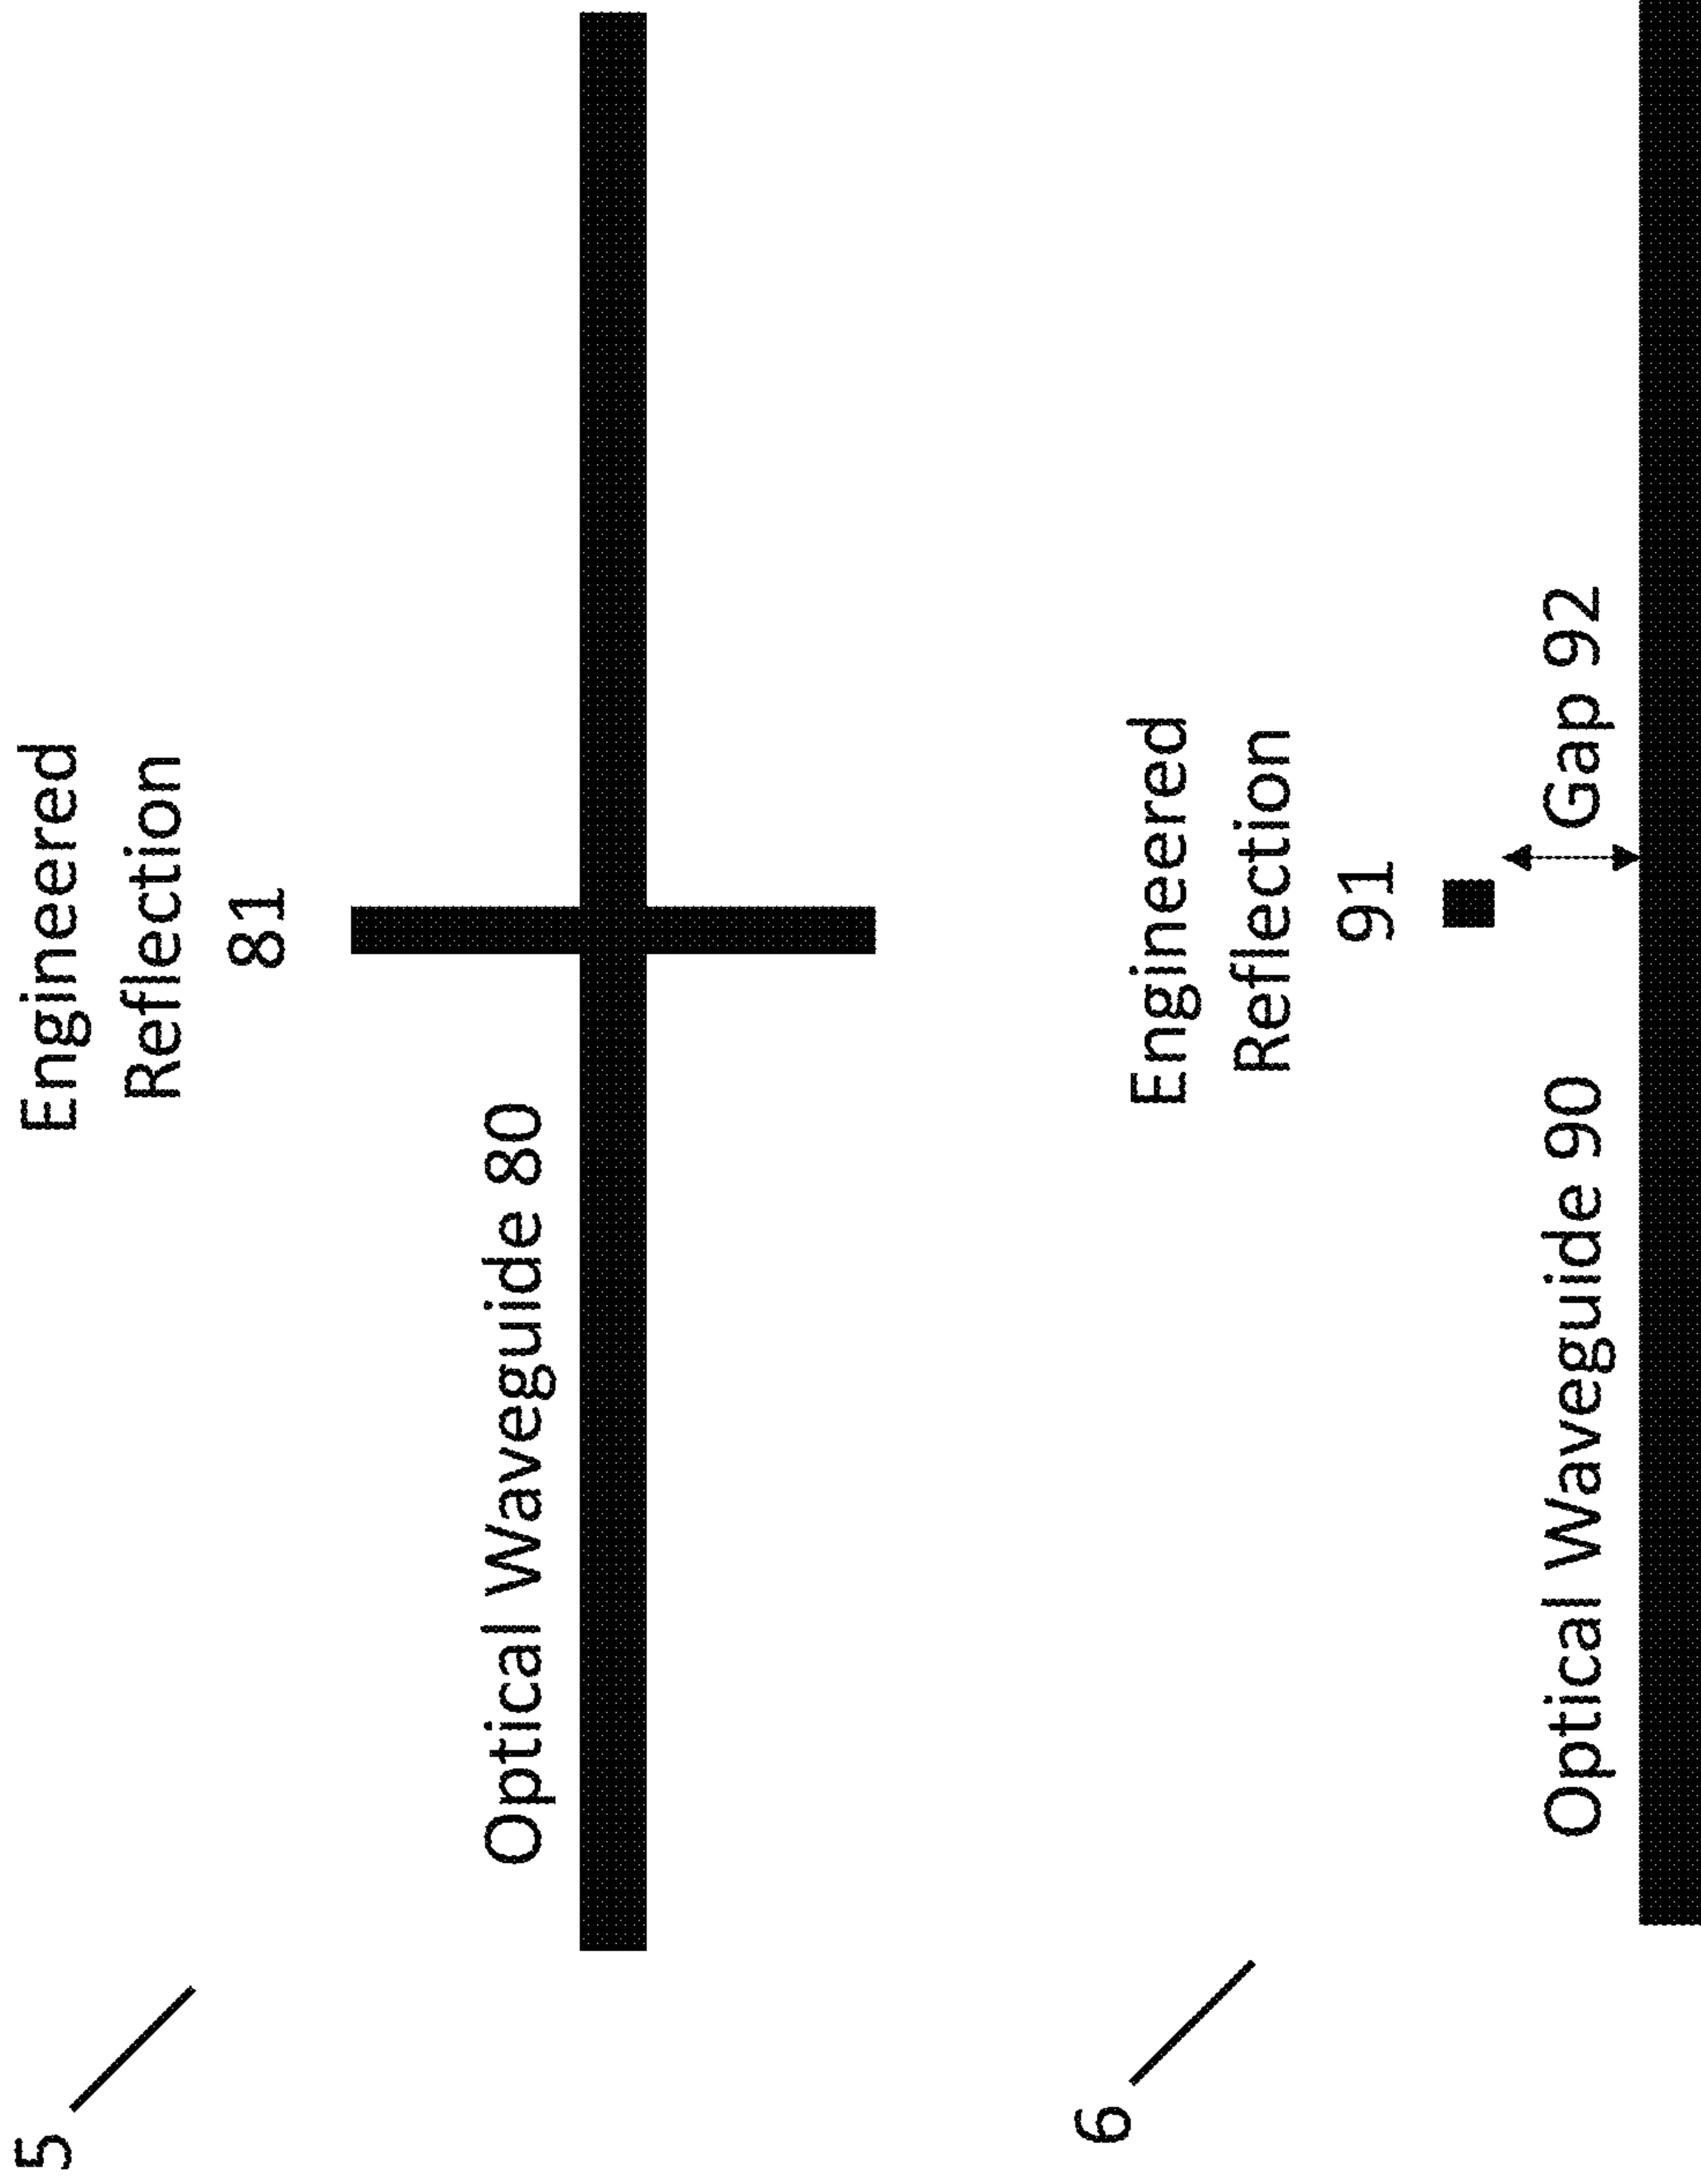 5
Engineered
Reflection
81
Optical Waveguide 80
6
Engineered
Reflection
91
Optical Waveguide 90
Gap 92